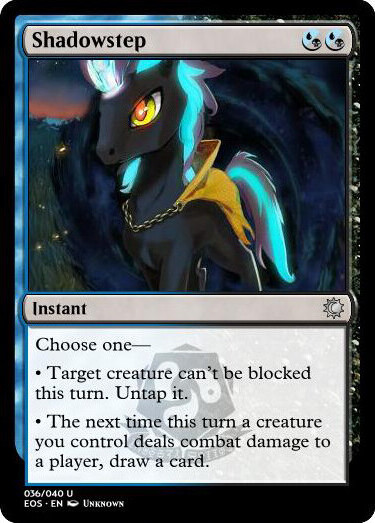 Shadowstep
Instant
Choose one—
• Target creature can't be blocked
this turn. Untap it.
• The next time this turn a creature
you control deals combat damage to
a player, draw a card.
036/040 U
EOS • EN Unknown